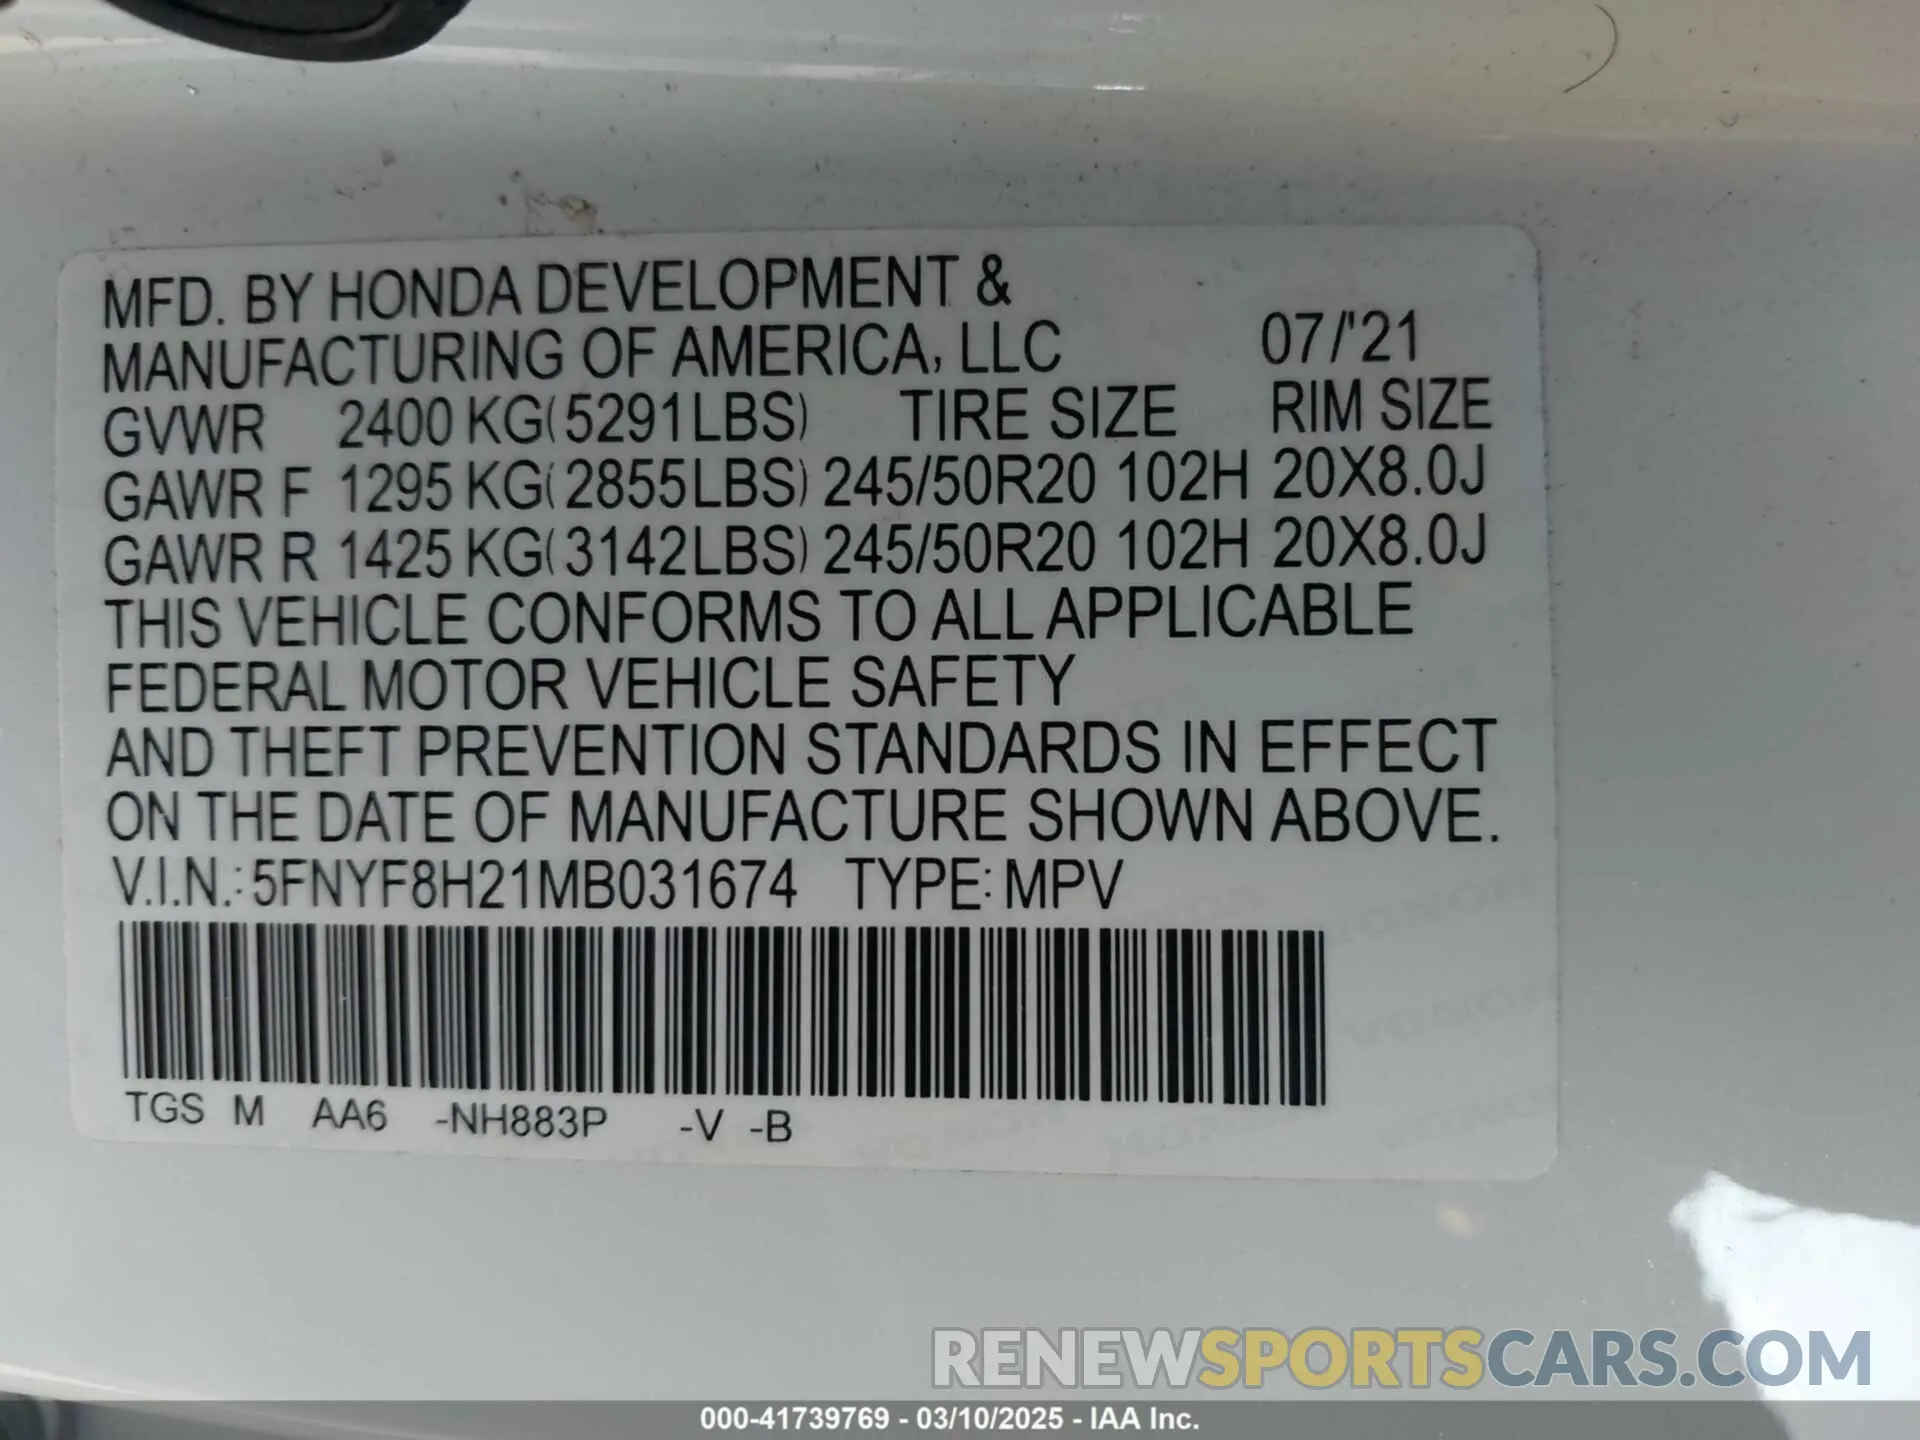 MFD. BY HONDA DEVELOPMENT &
MANUFACTURING OF AMERICA, LLC 07/'21
GVWR 2400 KG(5291LBS) TIRE SIZE RIM SIZE
GAWR F 1295 KG(2855LBS) 245/50R20 102H 20X8.0J
GAWR R 1425 KG(3142LBS) 245/50R20 102H 20X8.0J
THIS VEHICLE CONFORMS TO ALL APPLICABLE
FEDERAL MOTOR VEHICLE SAFETY
AND THEFT PREVENTION STANDARDS IN EFFECT
ON THE DATE OF MANUFACTURE SHOWN ABOVE.
V.I.N.: 5FNYF8H21MB031674 TYPE: MPV
TGS M AA6 -NH883P -V -B
RENEWSPORTSCARS.COM
000-41739769 - 03/10/2025 - IAA Inc.